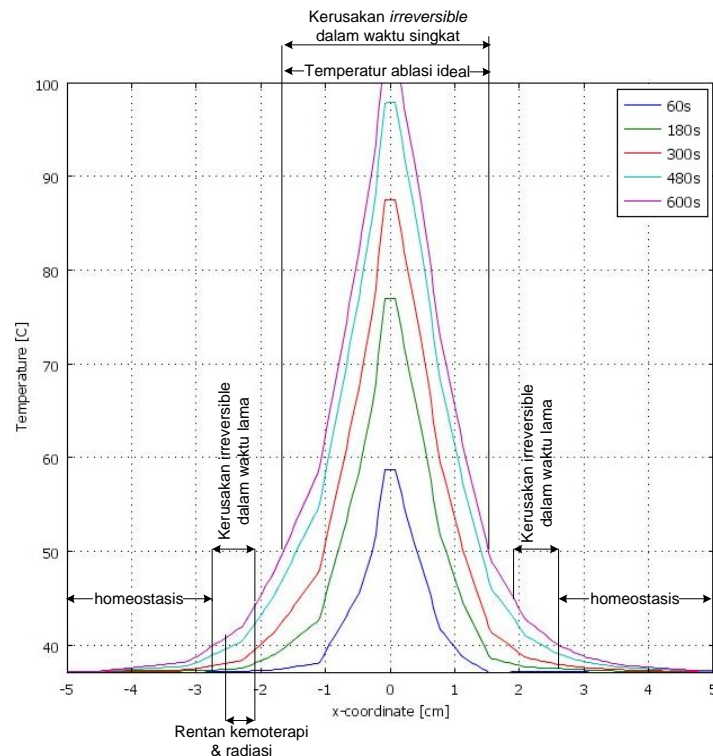 Kerusakan irreversible
dalam waktu singkat
Temperatur ablasi ideal
100
90
80
70
60
50
40
Temperature [C]
60s
180s
300s
480s
600s
Kerusakan irreversible
dalam waktu lama
Kerusakan irreversible
dalam waktu lama
homeostasis
homeostasis
-5 -4 -3 -2 -1 0 1 2 3 4 5
x-coordinate [cm]
Rentan kemoterapi
& radiasi